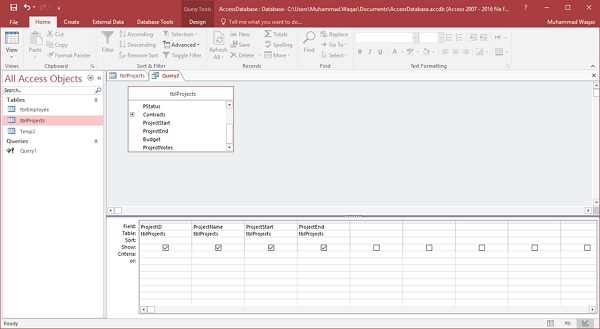 Query Tools
AccessDatabase : Database- C:\Users\Muhammad.Waqas\Documents\AccessDatabase.accdb (Access 2007 - 2016 file f...
Muhammad Waqas
File Home Create External Data Database Tools Design Tell me what you want to do...
View
Paste
Cut
Copy
Format Painter
Filter
Ascending
Descending
Remove Sort
Selection
Advanced
Toggle Filter
Refresh All
New
Save
Delete
Totals
Spelling
More
Find
Replace
Go To
Select
Views Clipboard Sort & Filter Records Find Text Formatting
All Access Objects
Search...
Tables
tblEmployee
tblProjects
Temp2
Queries
Query1
tblProjects Query2
tblProjects
PStatus
Contracts
ProjectStart
ProjectEnd
Budget
ProjectNotes
Field: ProjectID ProjectName ProjectStart ProjectEnd
Table: tblProjects tblProjects tblProjects tblProjects
Sort:
Show:
Criteria:
or:
Ready